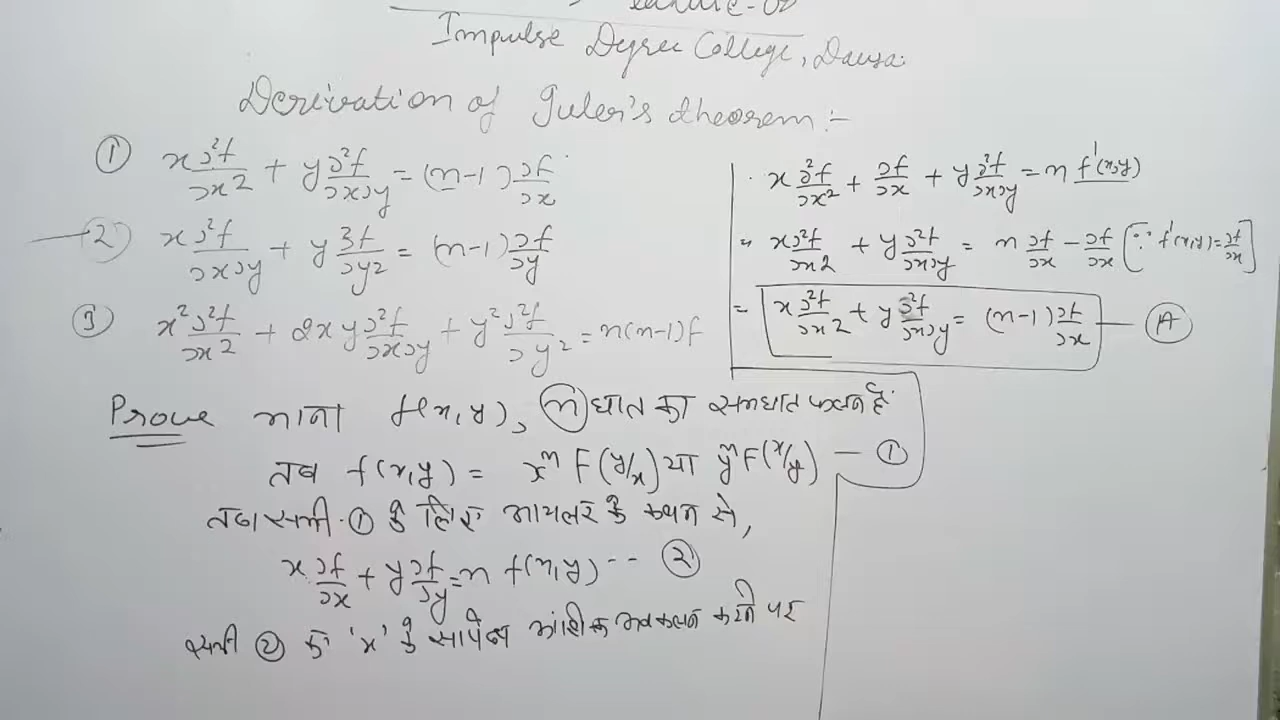 Impulse Degree College, Dausa.
Derivation of Euler's theorem :-
① x ∂²f/∂x² + y ∂²f/∂x∂y = (n-1) ∂f/∂x
② x ∂²f/∂x∂y + y ∂²f/∂y² = (n-1) ∂f/∂y
③ x² ∂²f/∂x² + 2xy ∂²f/∂x∂y + y² ∂²f/∂y² = n(n-1)f
Prove माना f(x,y), n घात का समघात फलन है.
तब f(x,y) = xⁿ F(y/x) या yⁿ F(x/y) — ①
तब समी. ① के लिए आयलर के कथन से,
x ∂f/∂x + y ∂f/∂y = n f(x,y) -- ②
समी ② का 'x' के सापेक्ष आंशिक अवकलन करने पर
x ∂²f/∂x² + ∂f/∂x + y ∂²f/∂x∂y = n f'(x,y)
" x ∂²f/∂x² + y ∂²f/∂x∂y = n ∂f/∂x - ∂f/∂x [∵ f'(x,y) = ∂f/∂x]
= x ∂²f/∂x² + y ∂²f/∂x∂y = (n-1) ∂f/∂x — Ⓐ